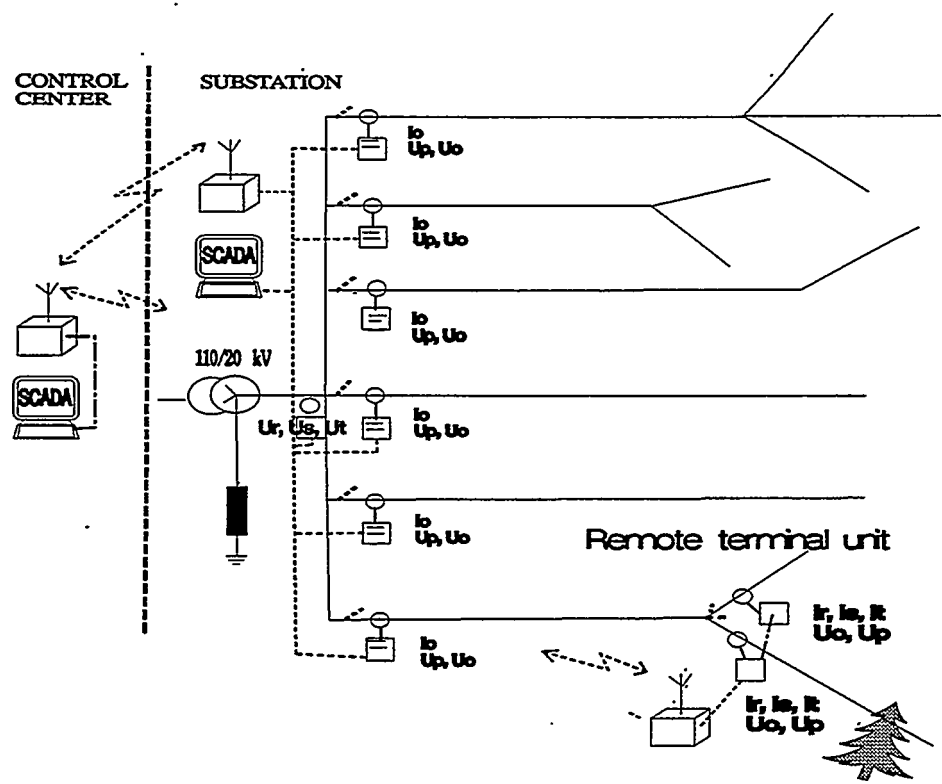 CONTROL
CENTER
SUBSTATION
Io
Up, Uo
Io
Up, Uo
SCADA
Io
Up, Uo
110/20 kV
SCADA
Ur, Us, Ut
Io
Up, Uo
Io
Up, Uo
Remote terminal unit
Ir, Is, It
Uo, Up
Io
Up, Uo
Ir, Is, It
Uo, Up